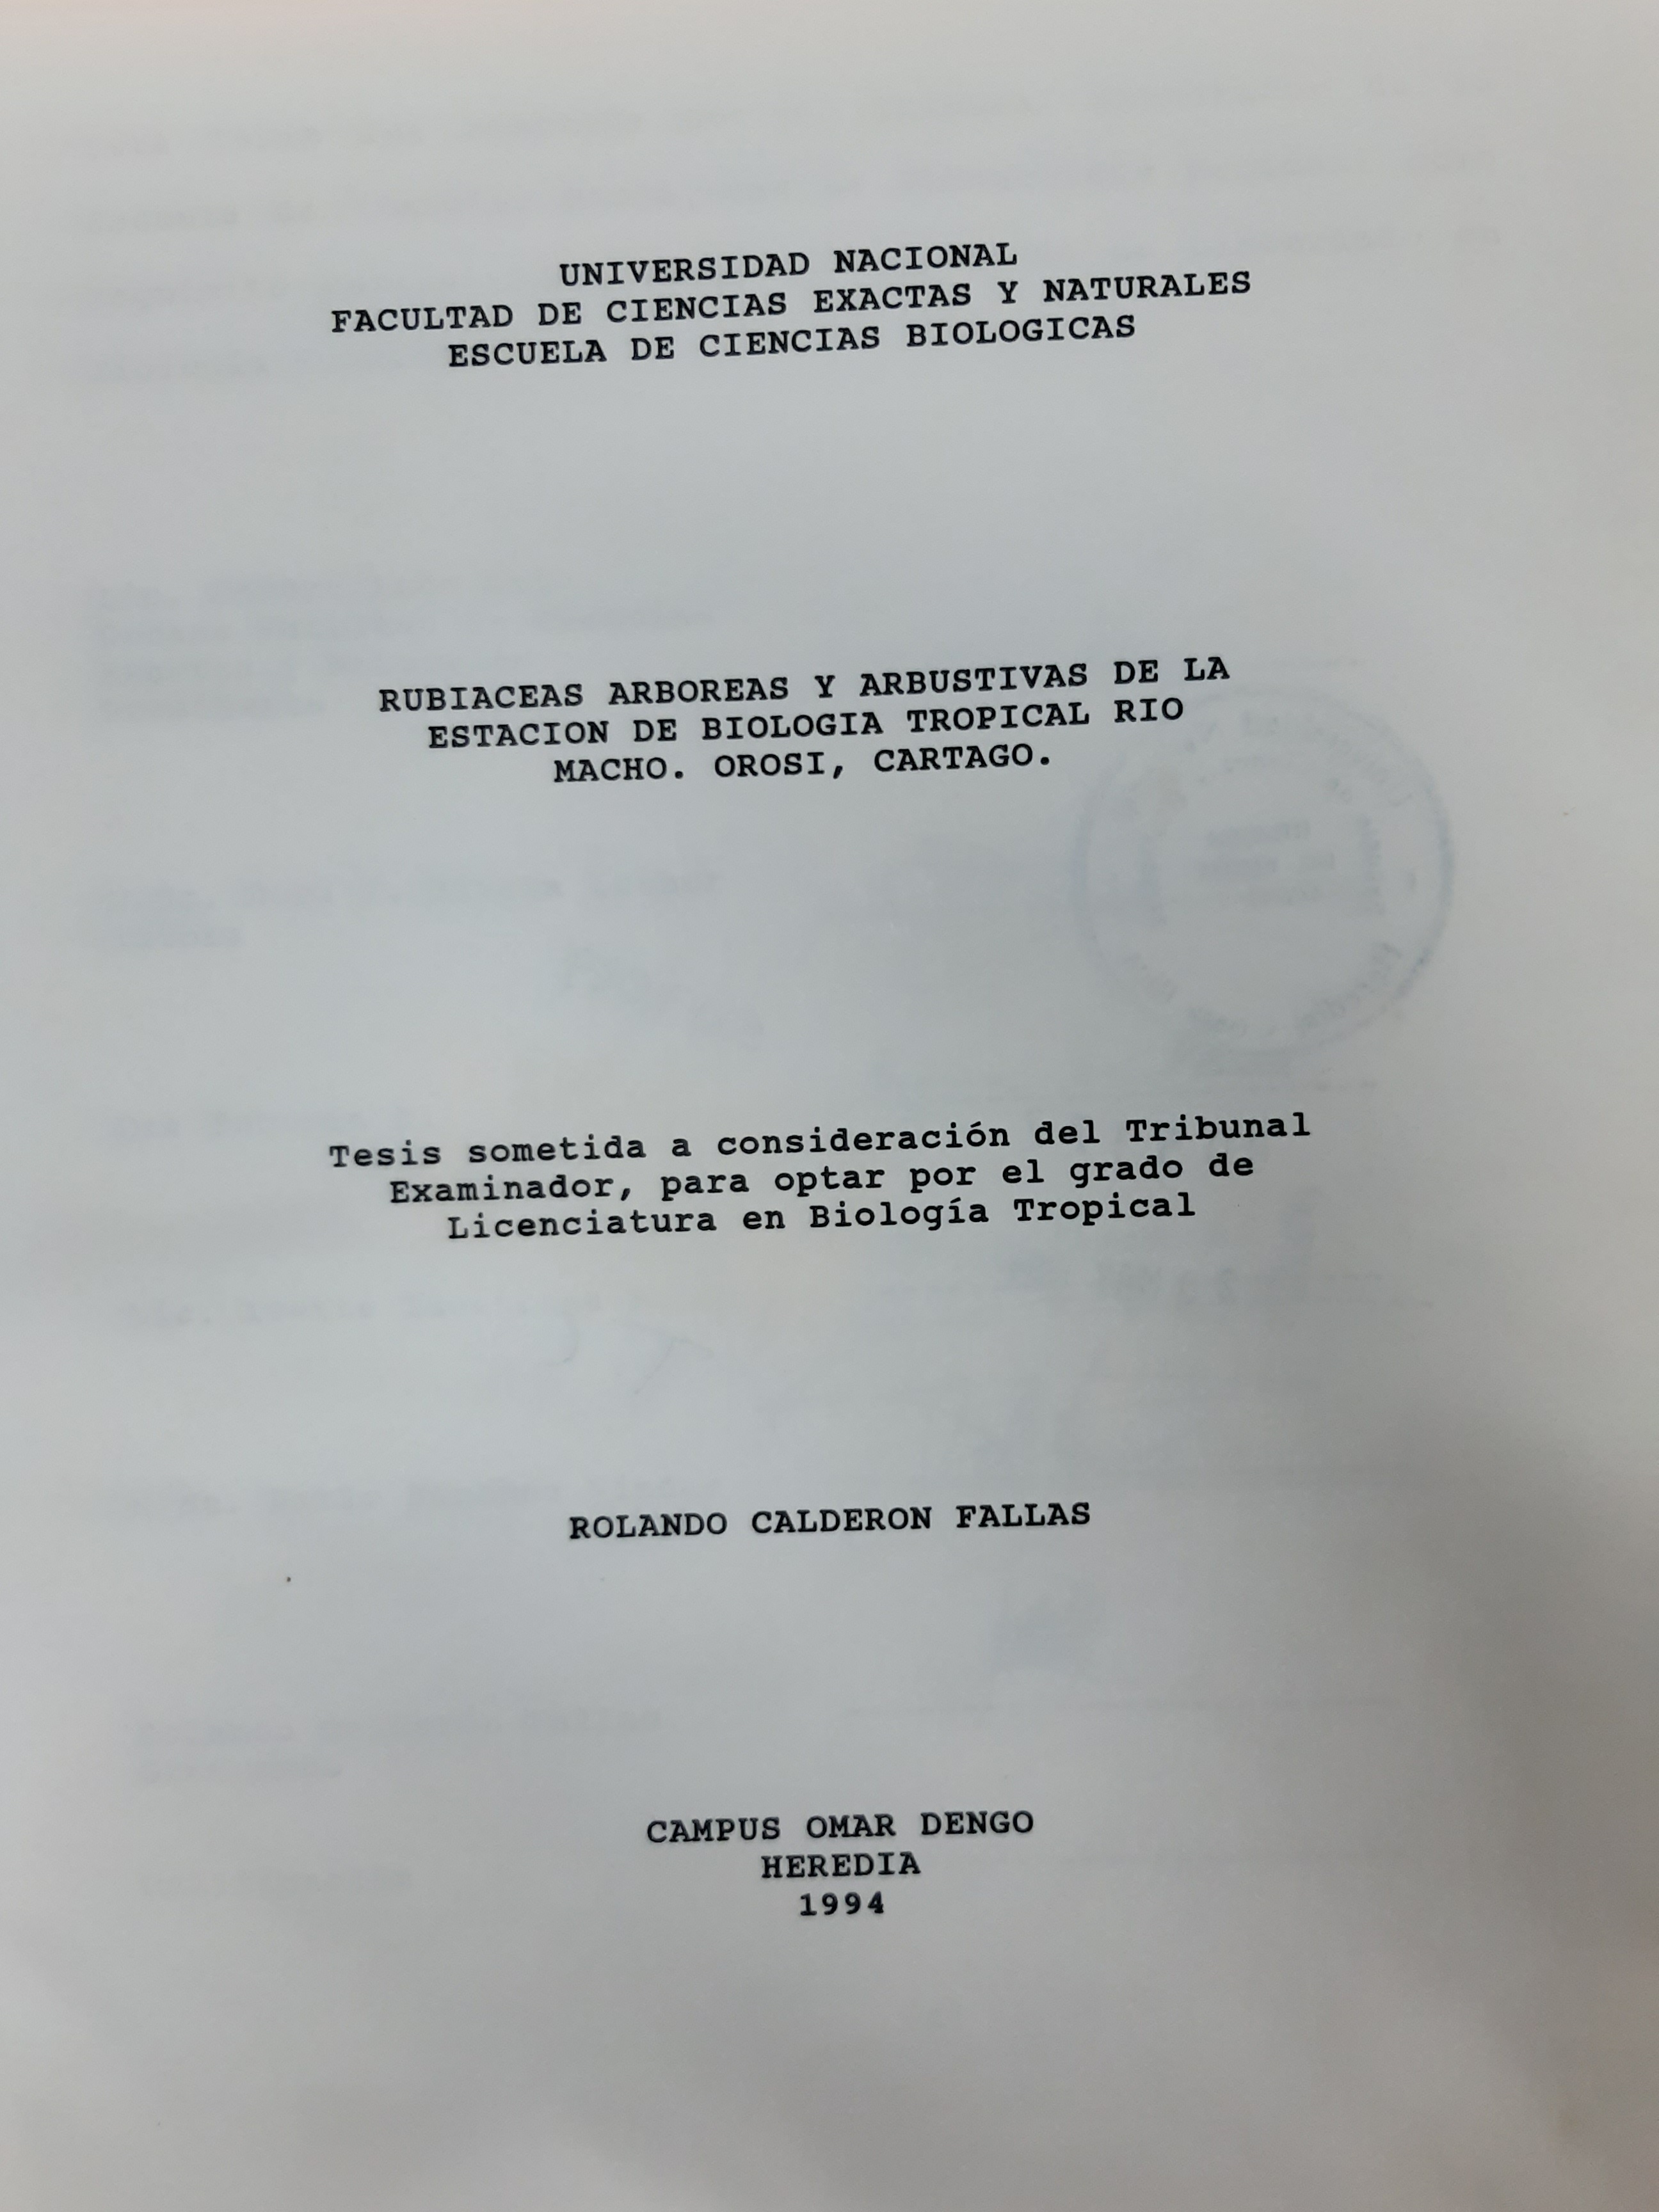 UNIVERSIDAD NACIONAL
FACULTAD DE CIENCIAS EXACTAS Y NATURALES
ESCUELA DE CIENCIAS BIOLOGICAS
RUBIACEAS ARBOREAS Y ARBUSTIVAS DE LA
ESTACION DE BIOLOGIA TROPICAL RIO
MACHO. OROSI, CARTAGO.
Tesis sometida a consideración del Tribunal
Examinador, para optar por el grado de
Licenciatura en Biología Tropical
ROLANDO CALDERON FALLAS
CAMPUS OMAR DENGO
HEREDIA
1994